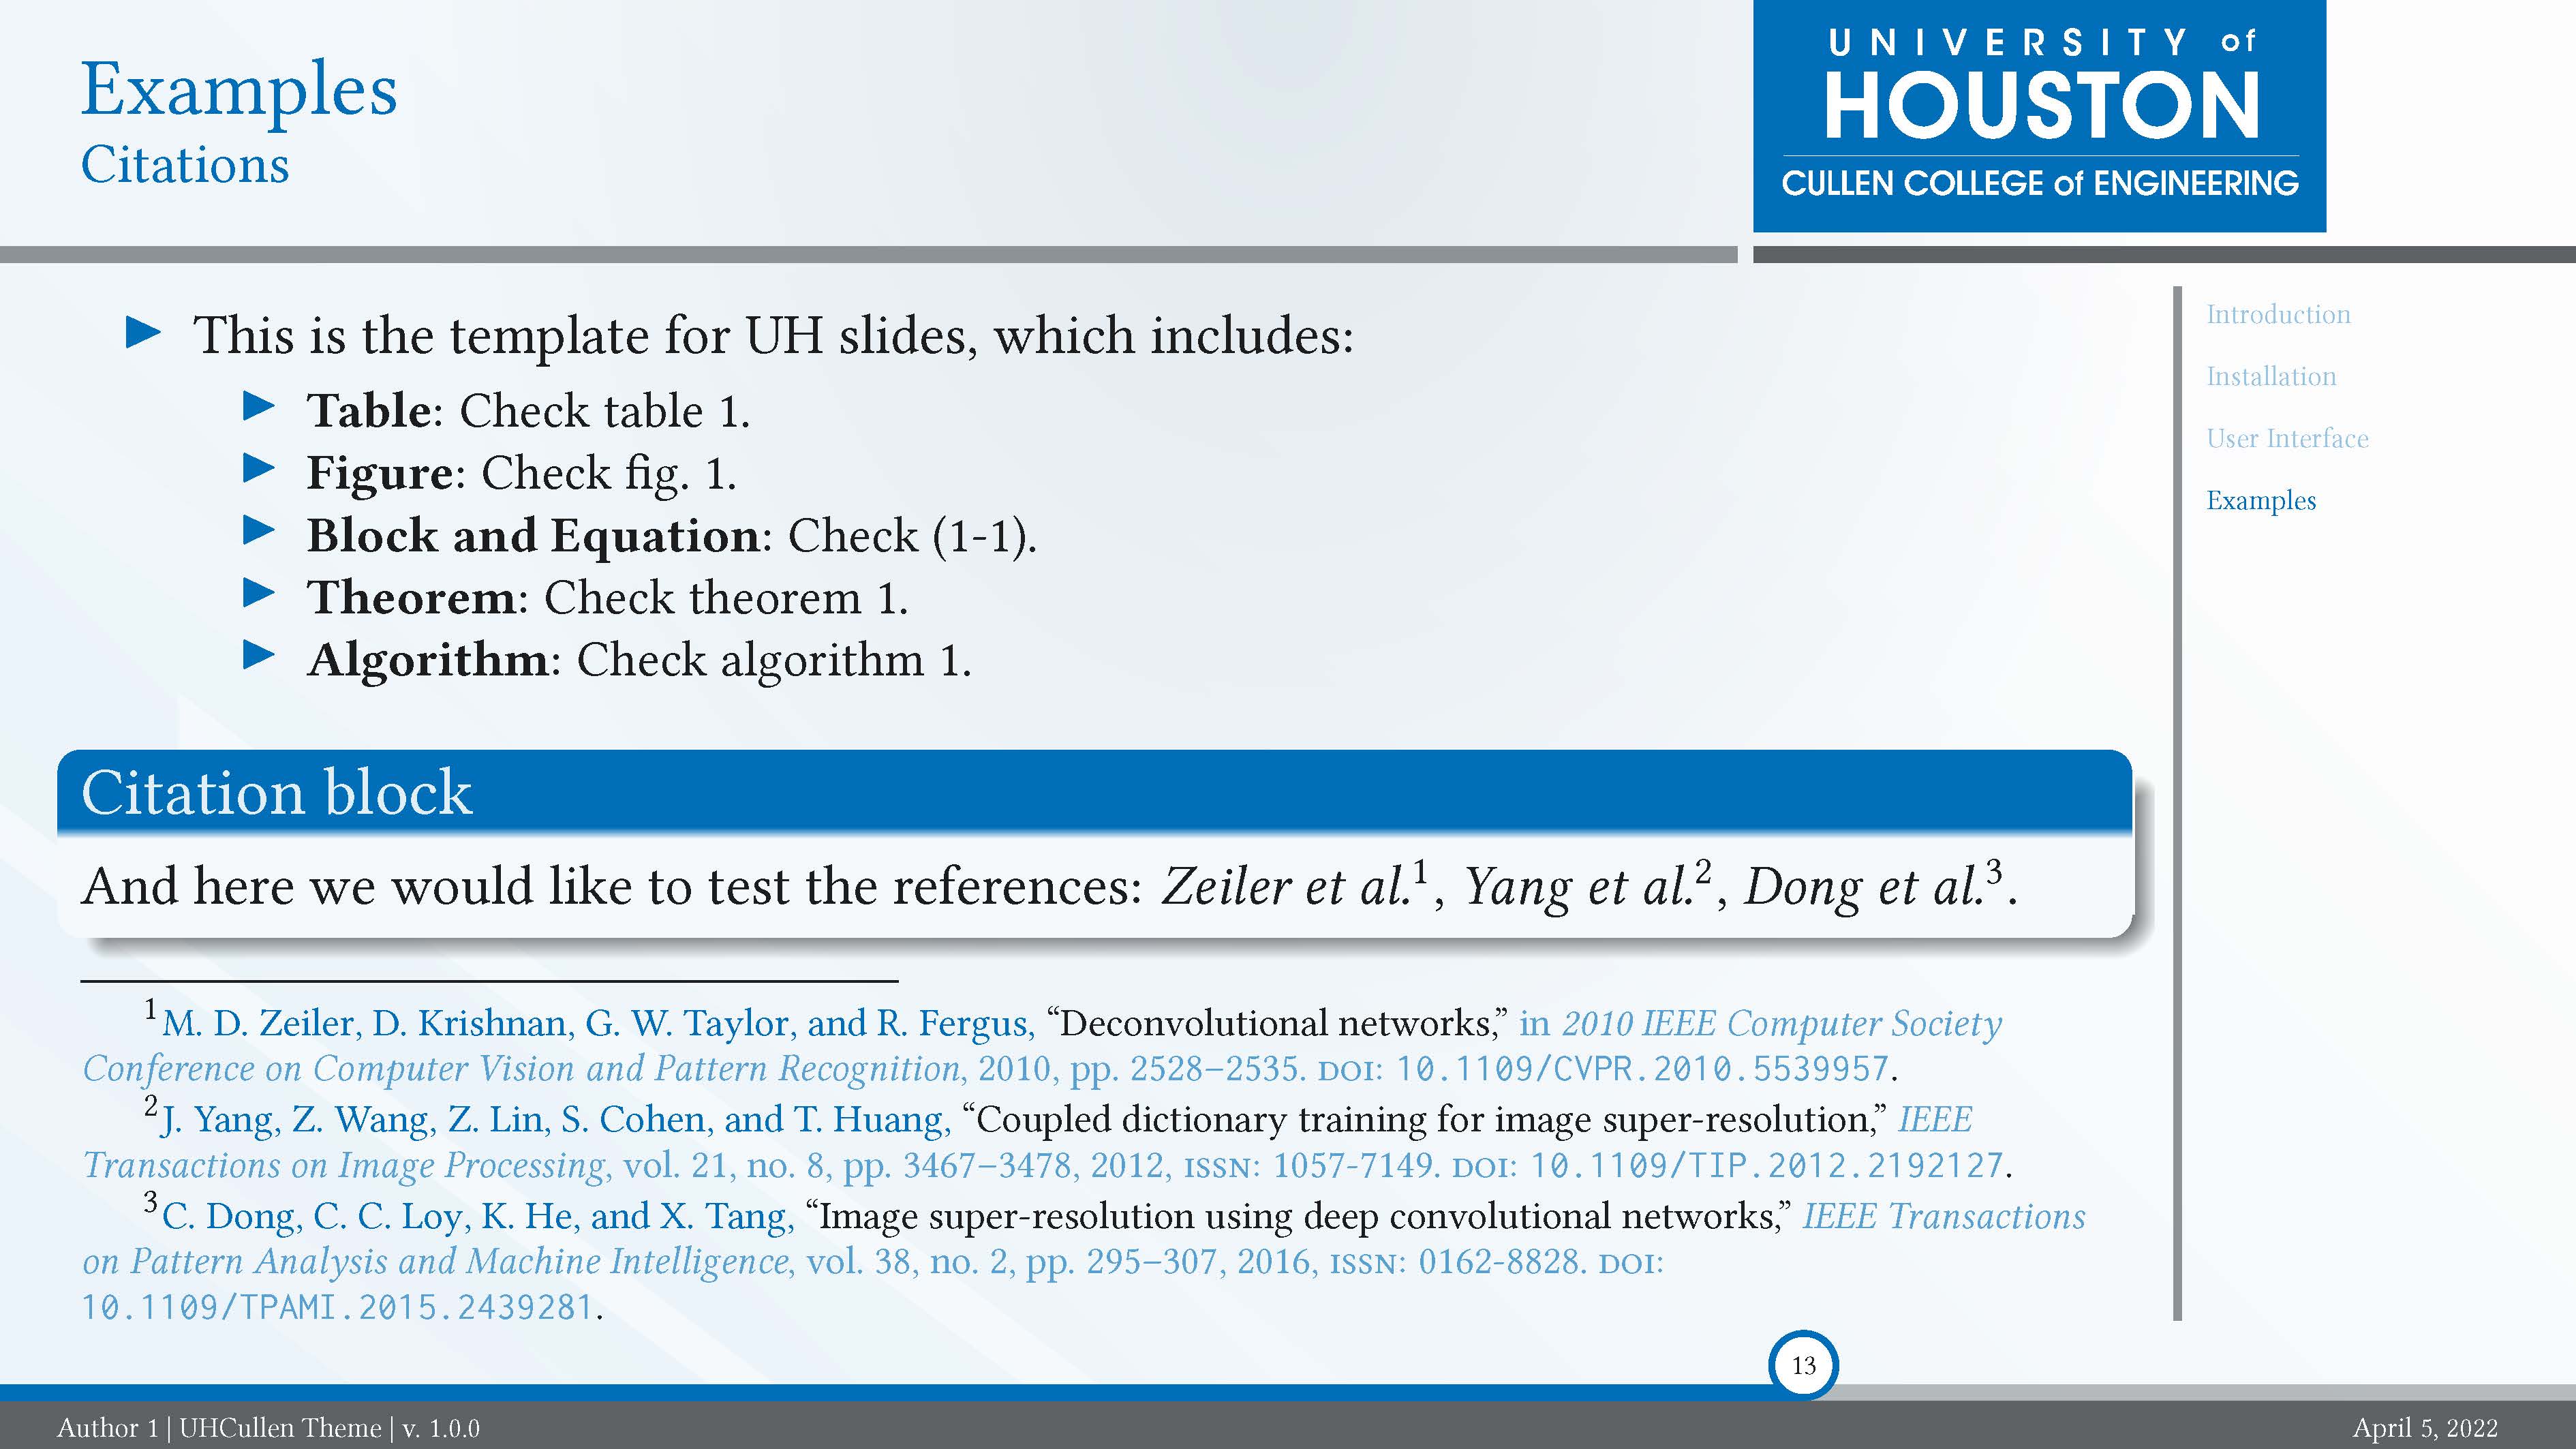 Examples
Citations
UNIVERSITY of
HOUSTON
CULLEN COLLEGE of ENGINEERING
▶ This is the template for UH slides, which includes:
▶ Table: Check table 1.
▶ Figure: Check fig. 1.
▶ Block and Equation: Check (1-1).
▶ Theorem: Check theorem 1.
▶ Algorithm: Check algorithm 1.
Citation block
And here we would like to test the references: Zeiler et al.¹, Yang et al.², Dong et al.³.
¹M. D. Zeiler, D. Krishnan, G. W. Taylor, and R. Fergus, “Deconvolutional networks,” in 2010 IEEE Computer Society
Conference on Computer Vision and Pattern Recognition, 2010, pp. 2528–2535. DOI: 10.1109/CVPR.2010.5539957.
²J. Yang, Z. Wang, Z. Lin, S. Cohen, and T. Huang, “Coupled dictionary training for image super-resolution,” IEEE
Transactions on Image Processing, vol. 21, no. 8, pp. 3467–3478, 2012, ISSN: 1057-7149. DOI: 10.1109/TIP.2012.2192127.
³C. Dong, C. C. Loy, K. He, and X. Tang, “Image super-resolution using deep convolutional networks,” IEEE Transactions
on Pattern Analysis and Machine Intelligence, vol. 38, no. 2, pp. 295–307, 2016, ISSN: 0162-8828. DOI:
10.1109/TPAMI.2015.2439281.
Introduction
Installation
User Interface
Examples
13
Author 1 | UHCullen Theme | v. 1.0.0
April 5, 2022